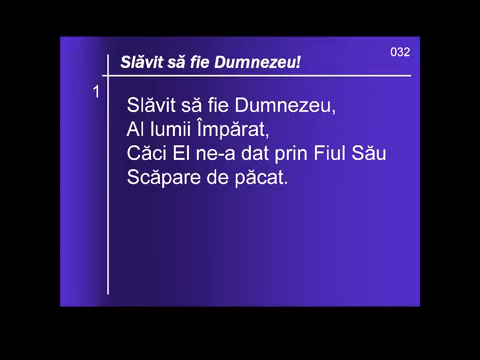 032
Slăvit să fie Dumnezeu!
1
Slăvit să fie Dumnezeu,
Al lumii Împărat,
Căci El ne-a dat prin Fiul Său
Scăpare de păcat.